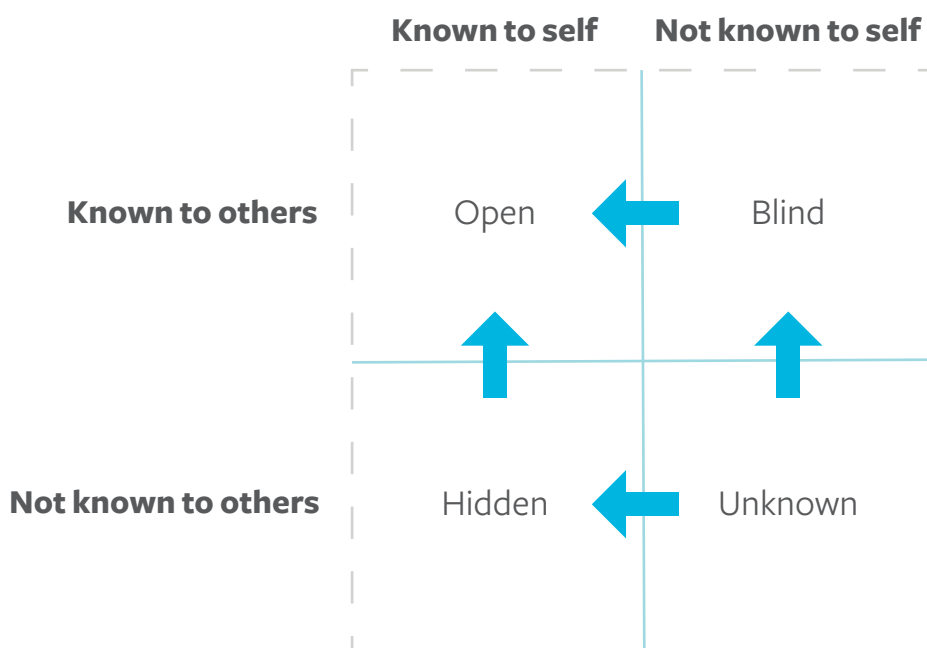 Known to self Not known to self
Known to others Open Blind
Not known to others Hidden Unknown